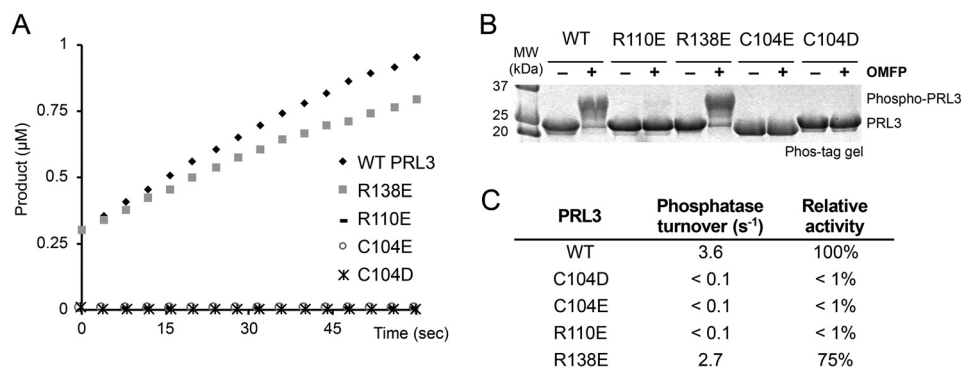 A
1
0.75
0.5
0.25
0
Product (µM)
0 15 30 45 Time (sec)
WT PRL3
R138E
R110E
C104E
C104D
B
MW (kDa)
WT R110E R138E C104E C104D
– + – + – + – + – + OMFP
37
25
20
Phospho-PRL3
PRL3
Phos-tag gel
C
PRL3 Phosphatase turnover (s⁻¹) Relative activity
WT 3.6 100%
C104D < 0.1 < 1%
C104E < 0.1 < 1%
R110E < 0.1 < 1%
R138E 2.7 75%